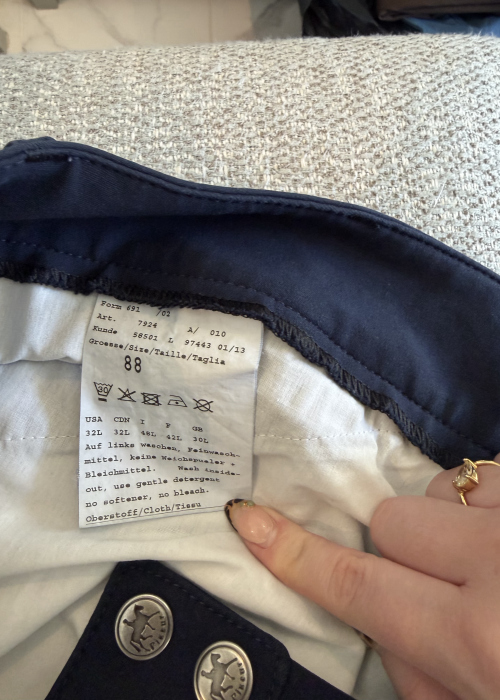 Form 691 /02
Art. 7924 A/ 010
Kunde 58501 L 97463 01/13
Groesse/Size/Taille/Taglia
88
30
USA CDN I F GB
32L 32L 48L 42L 30L
Auf links waschen, Feinwasch-
mittel, keine Weichspueler +
Bleichmittel. Wash inside-
out, use gentle detergent
no softener, no bleach.
Oberstoff/Cloth/Tissu